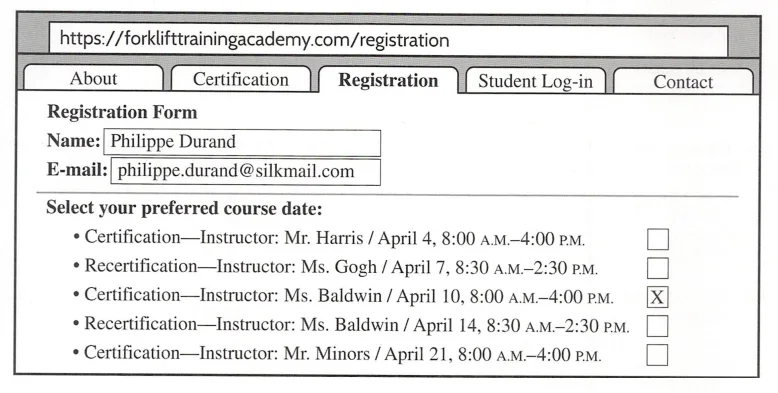 https://forklifttrainingacademy.com/registration
About Certification Registration Student Log-in Contact
Registration Form
Name: Philippe Durand
E-mail: philippe.durand@silkmail.com
Select your preferred course date:
• Certification—Instructor: Mr. Harris / April 4, 8:00 A.M.–4:00 P.M.
• Recertification—Instructor: Ms. Gogh / April 7, 8:30 A.M.–2:30 P.M.
• Certification—Instructor: Ms. Baldwin / April 10, 8:00 A.M.–4:00 P.M. X
• Recertification—Instructor: Ms. Baldwin / April 14, 8:30 A.M.–2:30 P.M.
• Certification—Instructor: Mr. Minors / April 21, 8:00 A.M.–4:00 P.M.